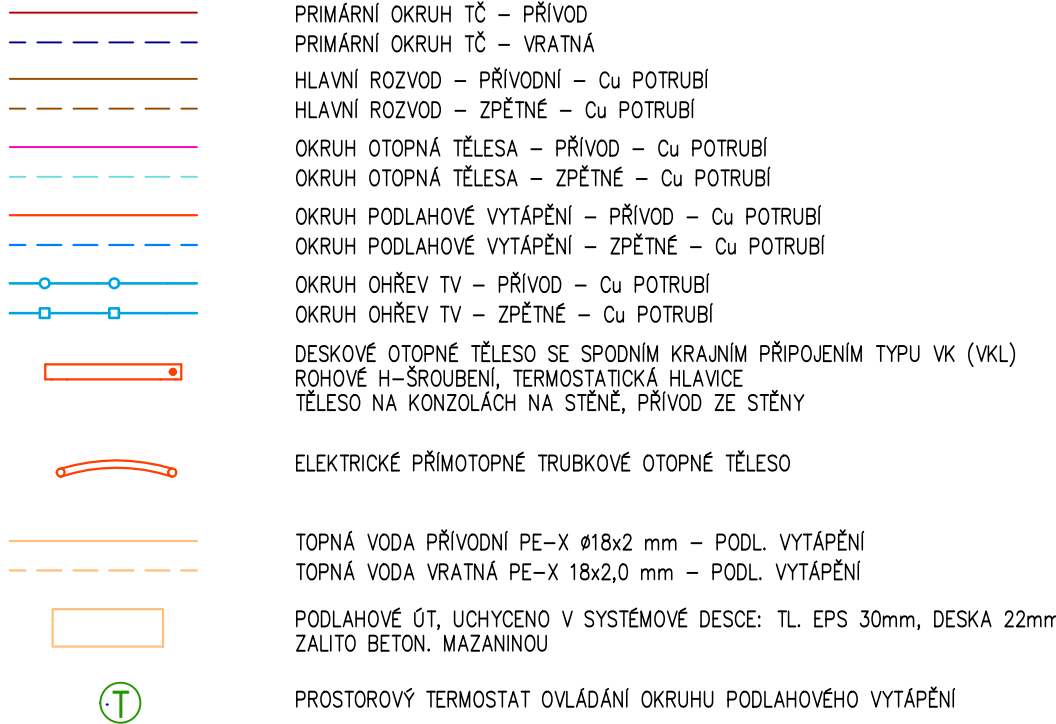 PRIMÁRNÍ OKRUH TČ – PŘÍVOD
PRIMÁRNÍ OKRUH TČ – VRATNÁ
HLAVNÍ ROZVOD – PŘÍVODNÍ – Cu POTRUBÍ
HLAVNÍ ROZVOD – ZPĚTNÉ – Cu POTRUBÍ
OKRUH OTOPNÁ TĚLESA – PŘÍVOD – Cu POTRUBÍ
OKRUH OTOPNÁ TĚLESA – ZPĚTNÉ – Cu POTRUBÍ
OKRUH PODLAHOVÉ VYTÁPĚNÍ – PŘÍVOD – Cu POTRUBÍ
OKRUH PODLAHOVÉ VYTÁPĚNÍ – ZPĚTNÉ – Cu POTRUBÍ
OKRUH OHŘEV TV – PŘÍVOD – Cu POTRUBÍ
OKRUH OHŘEV TV – ZPĚTNÉ – Cu POTRUBÍ
DESKOVÉ OTOPNÉ TĚLESO SE SPODNÍM KRAJNÍM PŘIPOJENÍM TYPU VK (VKL)
ROHOVÉ H–ŠROUBENÍ, TERMOSTATICKÁ HLAVICE
TĚLESO NA KONZOLÁCH NA STĚNĚ, PŘÍVOD ZE STĚNY
ELEKTRICKÉ PŘÍMOTOPNÉ TRUBKOVÉ OTOPNÉ TĚLESO
TOPNÁ VODA PŘÍVODNÍ PE–X Ø18x2 mm – PODL. VYTÁPĚNÍ
TOPNÁ VODA VRATNÁ PE–X 18x2,0 mm – PODL. VYTÁPĚNÍ
PODLAHOVÉ ÚT, UCHYCENO V SYSTÉMOVÉ DESCE: TL. EPS 30mm, DESKA 22mm
ZALITO BETON. MAZANINOU
T PROSTOROVÝ TERMOSTAT OVLÁDÁNÍ OKRUHU PODLAHOVÉHO VYTÁPĚNÍ